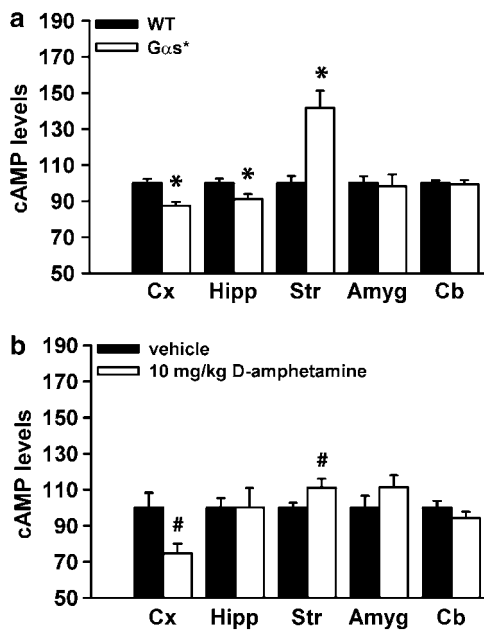 a
WT
Gαs*
cAMP levels
190
170
150
130
110
90
70
50
*
*
*
Cx Hipp Str Amyg Cb
b
vehicle
10 mg/kg D-amphetamine
cAMP levels
190
170
150
130
110
90
70
50
#
#
Cx Hipp Str Amyg Cb